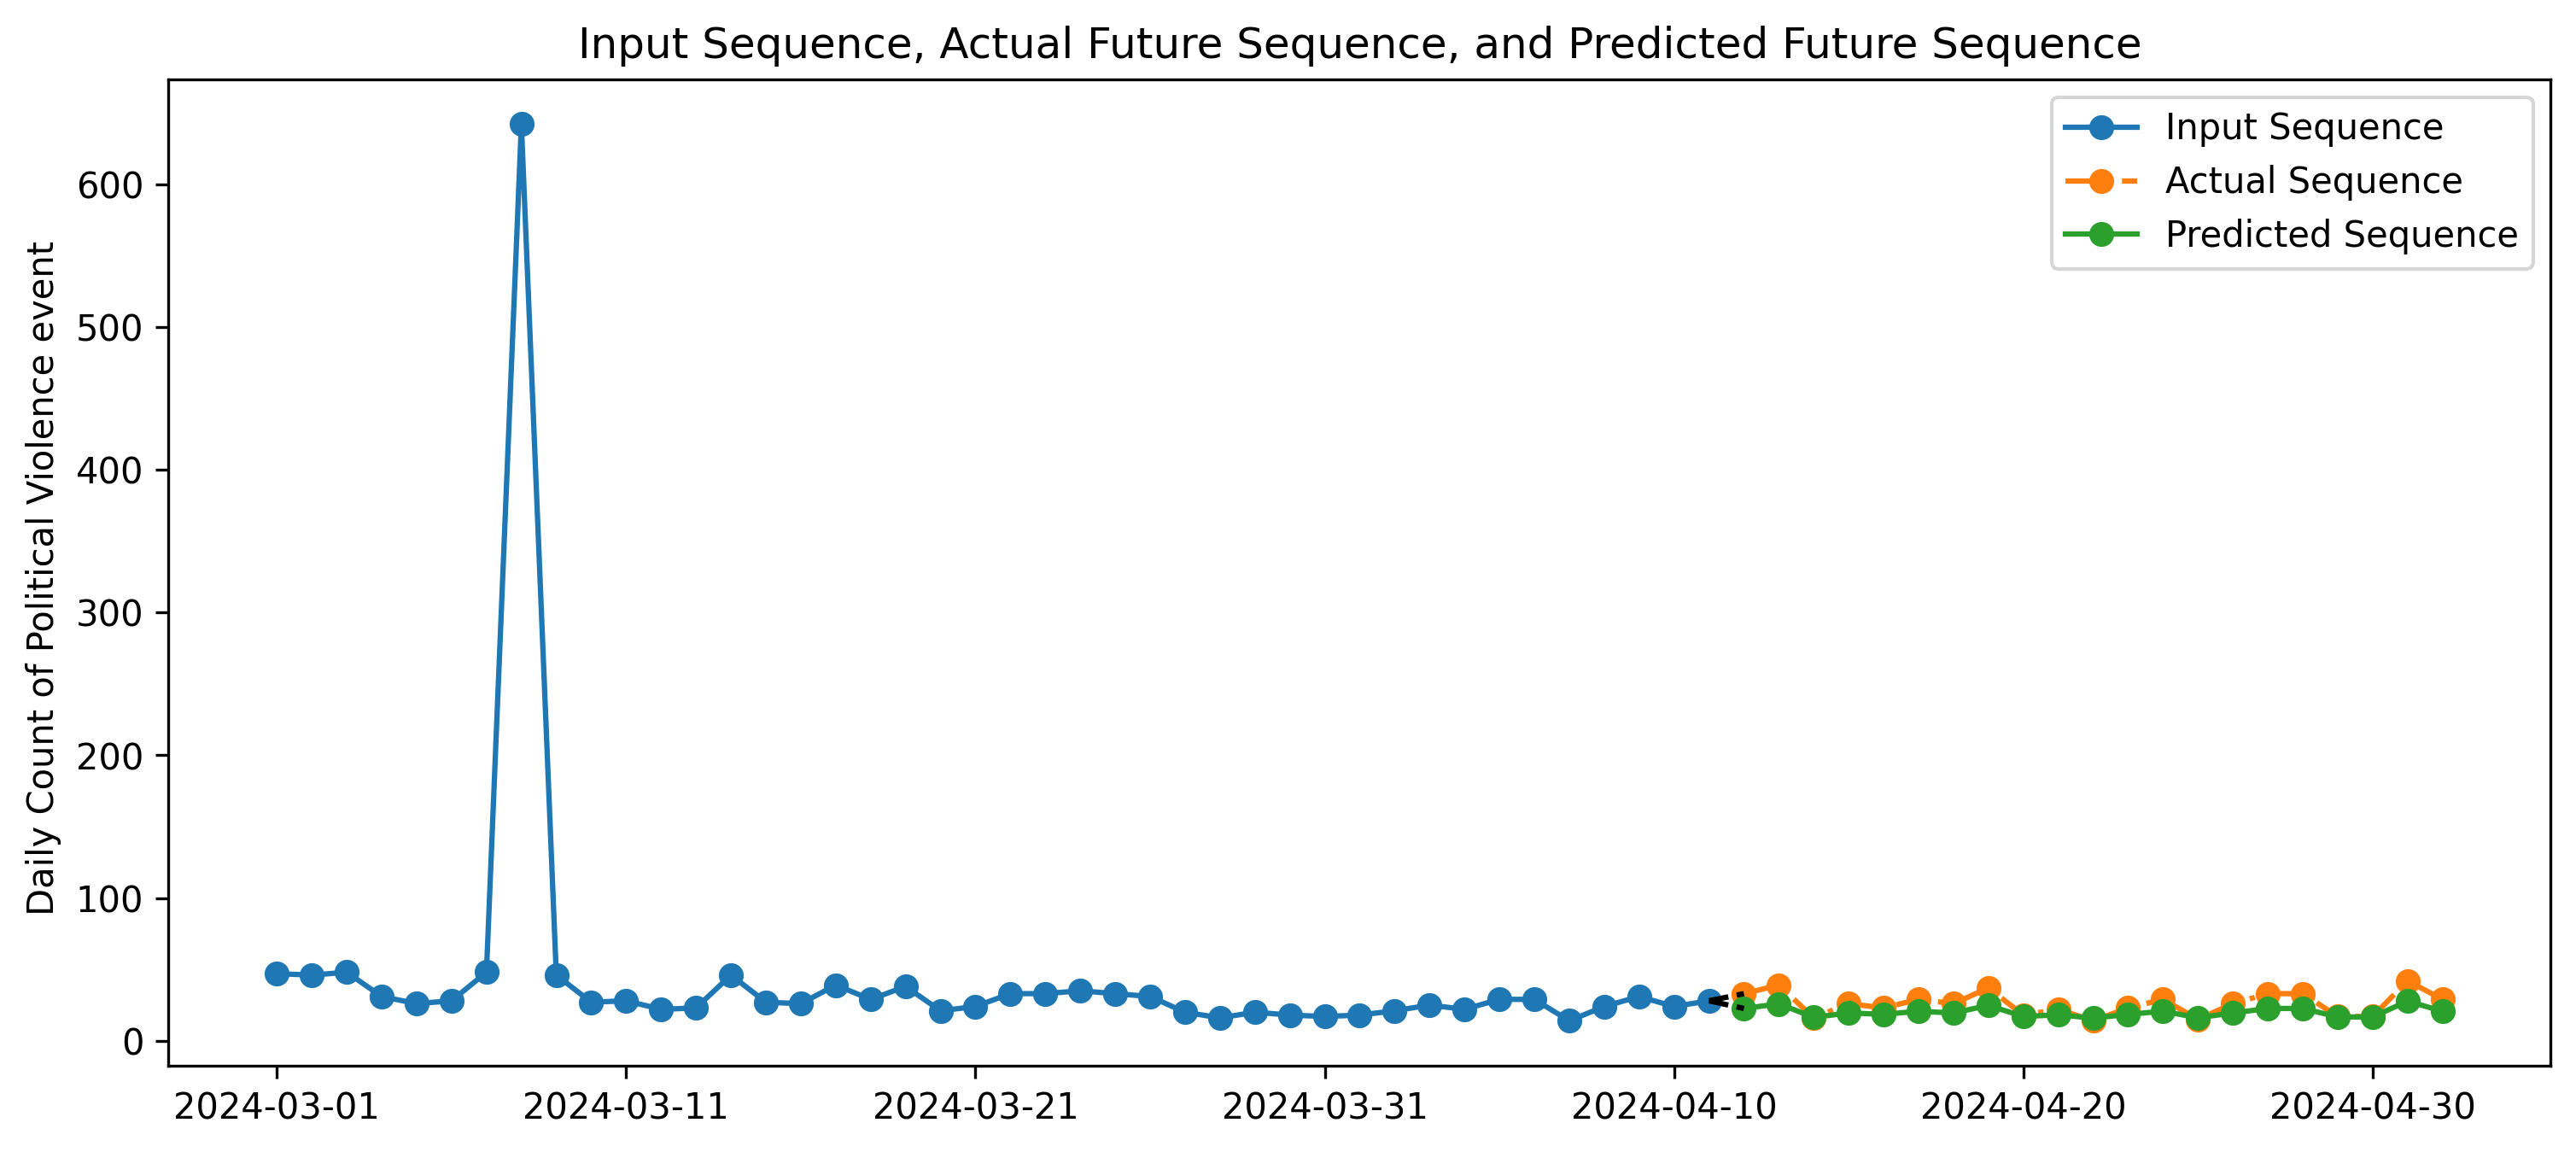 Input Sequence, Actual Future Sequence, and Predicted Future Sequence
Input Sequence
Actual Sequence
Predicted Sequence
Daily Count of Political Violence event
600
500
400
300
200
100
0
2024-03-01
2024-03-11
2024-03-21
2024-03-31
2024-04-10
2024-04-20
2024-04-30